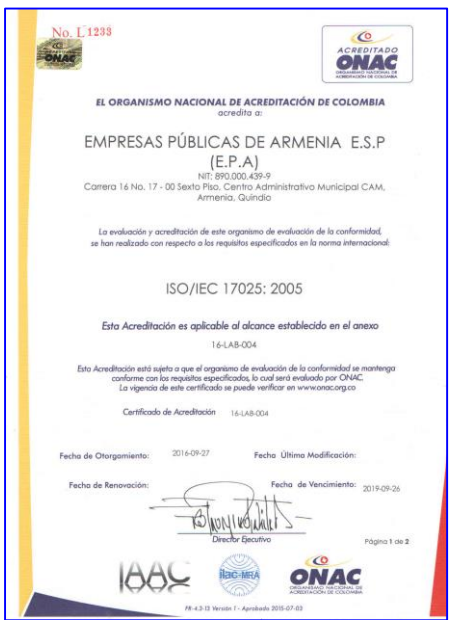 No. L 1233
ONAC
ACREDITADO
ONAC
ORGANISMO NACIONAL DE
ACREDITACIÓN DE COLOMBIA
EL ORGANISMO NACIONAL DE ACREDITACIÓN DE COLOMBIA
acredita a:
EMPRESAS PÚBLICAS DE ARMENIA E.S.P
(E.P.A)
NIT: 890.000.439-9
Carrera 16 No. 17 - 00 Sexto Piso, Centro Administrativo Municipal CAM,
Armenia, Quindio
La evaluación y acreditación de este organismo de evaluación de la conformidad,
se han realizado con respecto a los requisitos especificados en la norma internacional:
ISO/IEC 17025: 2005
Esta Acreditación es aplicable al alcance establecido en el anexo
16-LAB-004
Esta Acreditación está sujeta a que el organismo de evaluación de la conformidad se mantenga
conforme con los requisitos especificados, lo cual será evaluado por ONAC.
La vigencia de este certificado se puede verificar en www.onac.org.co
Certificado de Acreditación 16-LAB-004
Fecha de Otorgamiento: 2016-09-27 Fecha Última Modificación:
Fecha de Renovación: Fecha de Vencimiento: 2019-09-26
Director Ejecutivo
Página 1 de 2
IAAC
ilac-MRA
ONAC
ORGANISMO NACIONAL DE
ACREDITACIÓN DE COLOMBIA
FR-4.2-13 Versión 1 - Aprobado 2015-07-03